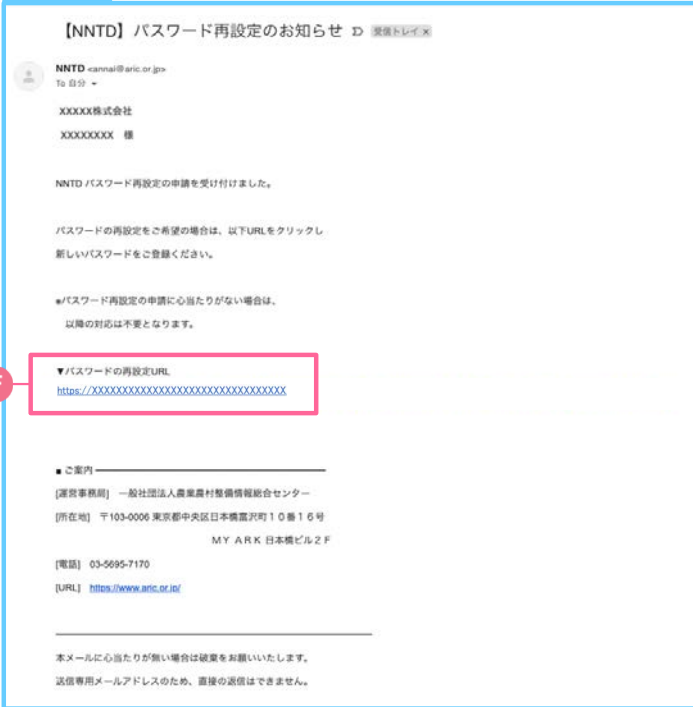 【NNTD】パスワード再設定のお知らせ 受信トレイ ×
NNTD <annai@aric.or.jp>
To 自分
XXXXX株式会社
XXXXXXXX 様
NNTD パスワード再設定の申請を受け付けました。
パスワードの再設定をご希望の場合は、以下URLをクリックし
新しいパスワードをご登録ください。
※パスワード再設定の申請に心当たりがない場合は、
以降の対応は不要となります。
▼パスワードの再設定URL
https://XXXXXXXXXXXXXXXXXXXXXXXXXXXXXXXX
■ ご案内
[運営事務局] 一般社団法人農業農村整備情報総合センター
[所在地] 〒103-0006 東京都中央区日本橋富沢町10番16号
MY ARK 日本橋ビル2F
[電話] 03-5695-7170
[URL] https://www.aric.or.jp/
本メールに心当たりが無い場合は破棄をお願いいたします。
送信専用メールアドレスのため、直接の返信はできません。